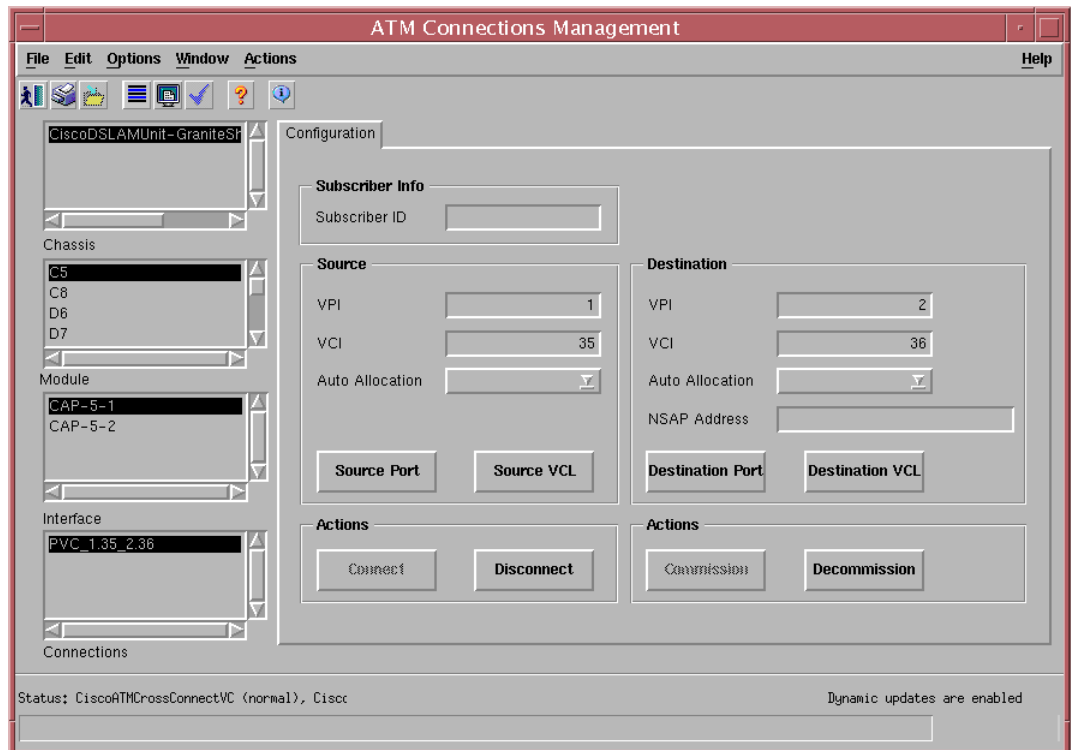 ATM Connections Management
File Edit Options Window Actions Help
CiscoDSLAMUnit-GraniteSh
Chassis
C5
C8
D6
D7
Module
CAP-5-1
CAP-5-2
Interface
PVC_1.35_2.36
Connections
Configuration
Subscriber Info
Subscriber ID
Source
VPI 1
VCI 35
Auto Allocation
Source Port Source VCL
Destination
VPI 2
VCI 36
Auto Allocation
NSAP Address
Destination Port Destination VCL
Actions
Connect Disconnect
Actions
Commission Decommission
Status: CiscoATMCrossConnectVC (normal), Cisco
Dynamic updates are enabled